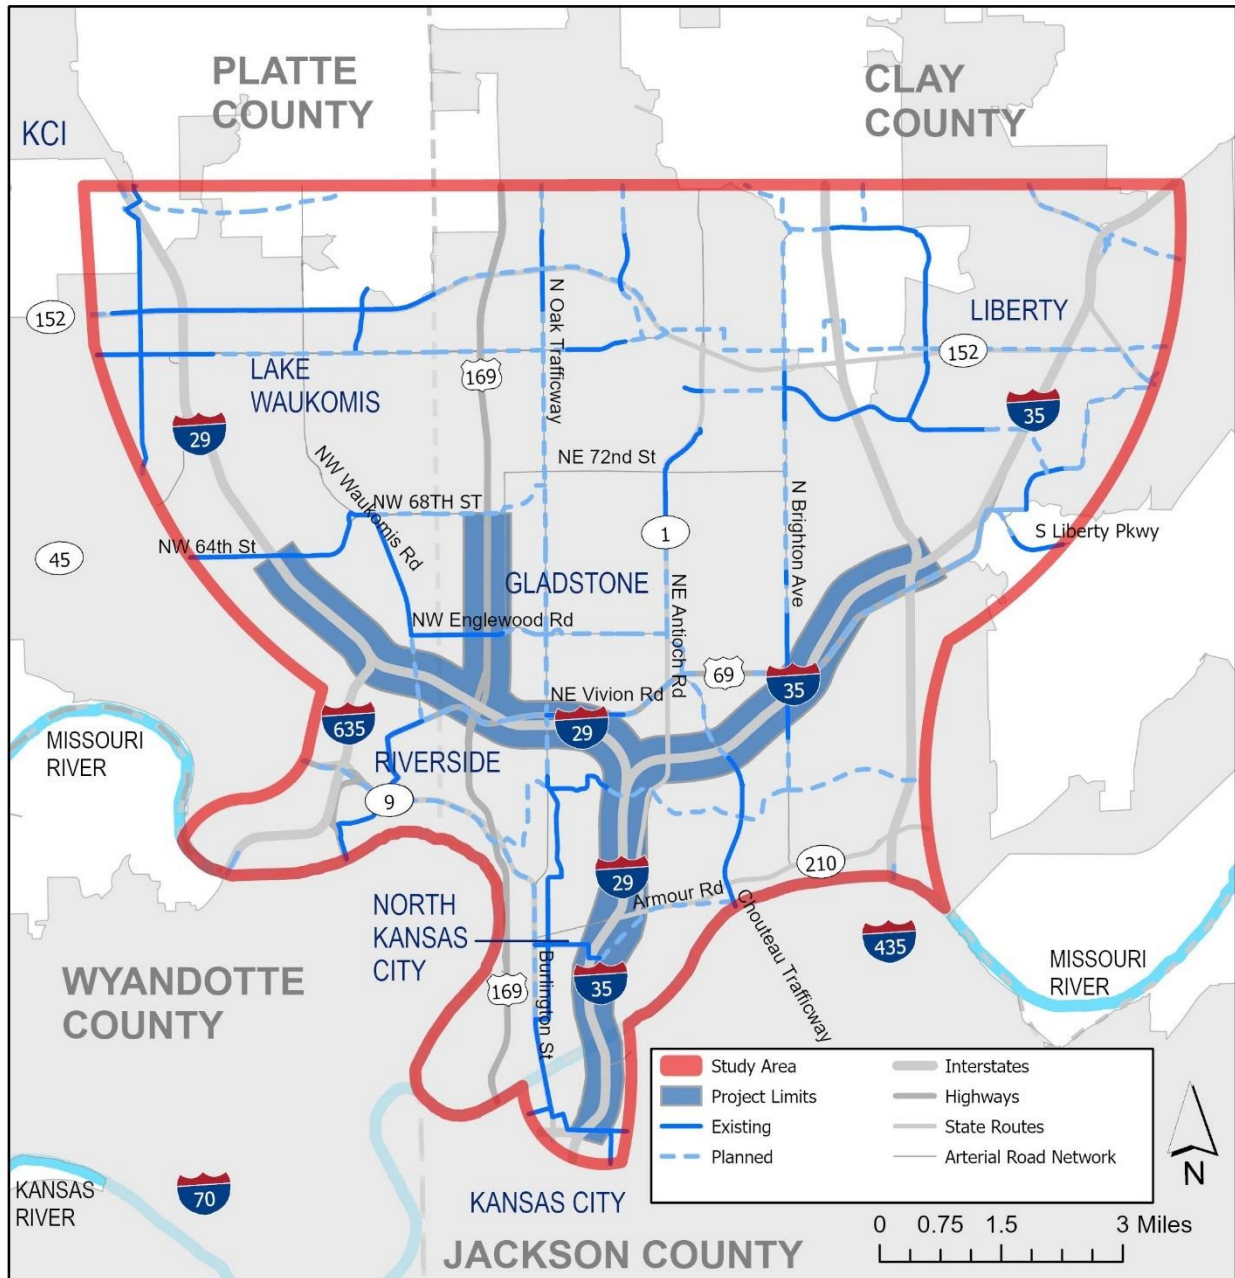 PLATTE
COUNTY
CLAY
COUNTY
KCI
152
N Oak Trafficway
LIBERTY
152
LAKE
WAUKOMIS
169
29
35
NE 72nd St
NW Waukomis Rd
NW 68TH ST
N Brighton Ave
1
S Liberty Pkwy
NW 64th St
45
GLADSTONE
NE Antioch Rd
NW Englewood Rd
69
35
NE Vivion Rd
29
635
MISSOURI
RIVER
RIVERSIDE
9
210
29
Armour Rd
Chouteau Trafficway
NORTH
KANSAS
CITY
435
MISSOURI
RIVER
WYANDOTTE
COUNTY
169
Burlington St
35
Study Area
Project Limits
Existing
Planned
Interstates
Highways
State Routes
Arterial Road Network
N
KANSAS
RIVER
70
KANSAS CITY
0 0.75 1.5 3 Miles
JACKSON COUNTY